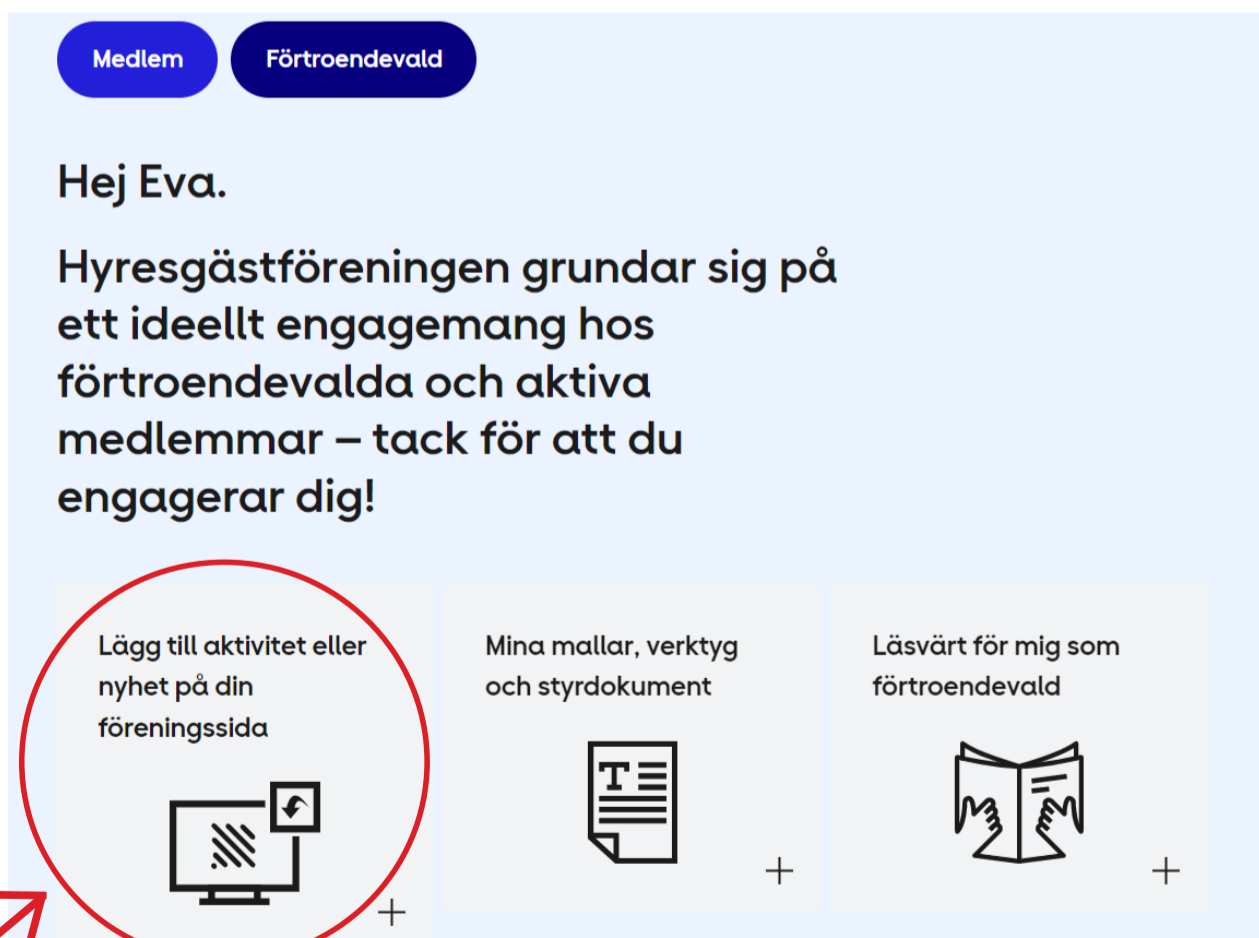 Medlem
Förtroendevald
Hej Eva.
Hyresgästföreningen grundar sig på
ett ideellt engagemang hos
förtroendevalda och aktiva
medlemmar – tack för att du
engagerar dig!
Lägg till aktivitet eller
nyhet på din
föreningssida
Mina mallar, verktyg
och styrdokument
Läsvärt för mig som
förtroendevald